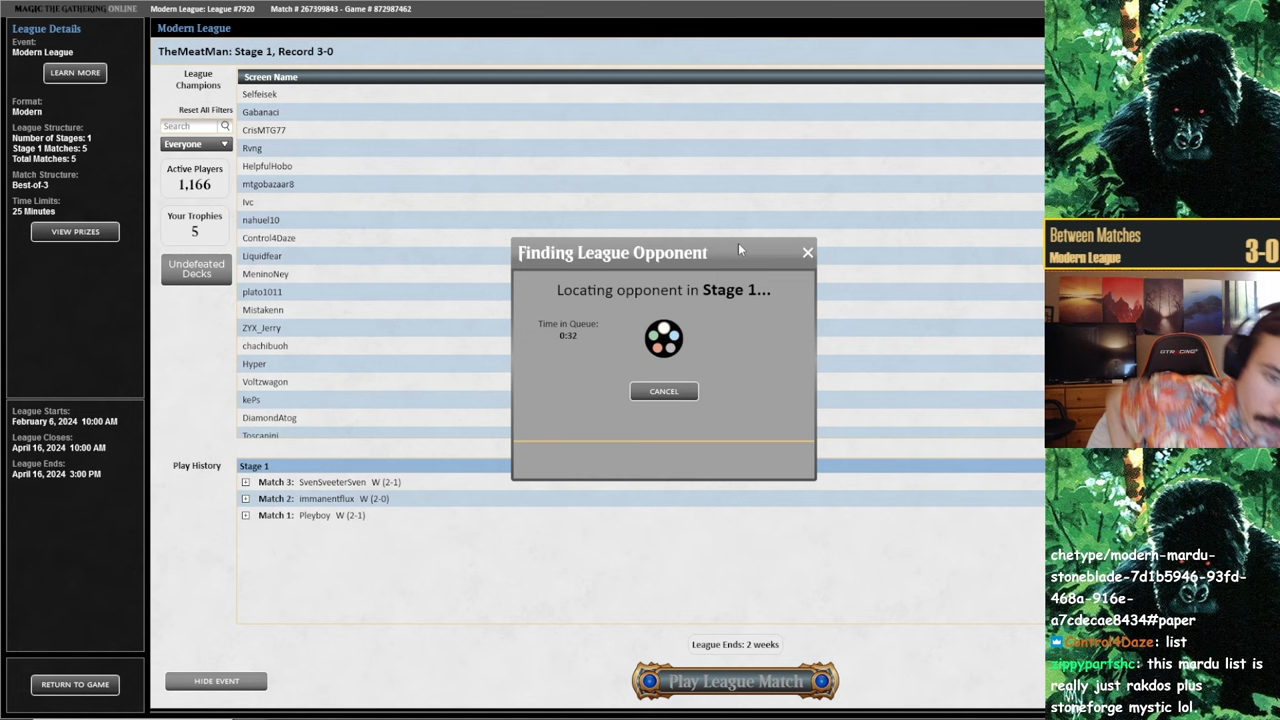 MAGIC THE GATHERING ONLINE
Modern League: League #7920
Match # 267399843 - Game # 872987462
League Details
Event:
Modern League
LEARN MORE
Format:
Modern
League Structure:
Number of Stages: 1
Stage 1 Matches: 5
Total Matches: 5
Match Structure:
Best-of-3
Time Limits:
25 Minutes
VIEW PRIZES
League Starts:
February 6, 2024 10:00 AM
League Closes:
April 16, 2024 10:00 AM
League Ends:
April 16, 2024 3:00 PM
RETURN TO GAME
Modern League
TheMeatMan: Stage 1, Record 3-0
League
Champions
Reset All Filters
Search
Everyone
Active Players
1,166
Your Trophies
5
Undefeated
Decks
Screen Name
Selfeisek
Gabanaci
CrisMTG77
Rvng
HelpfulHobo
mtgobazaar8
Ivc
nahuel10
Control4Daze
Liquidfear
MeninoNey
plato1011
Mistakenn
ZYX_Jerry
chachibuoh
Hyper
Voltzwagon
kePs
DiamondAtog
Toscanini
Finding League Opponent
Locating opponent in Stage 1...
Time in Queue:
0:32
CANCEL
Play History
Stage 1
Match 3: SvenSveeterSven W (2-1)
Match 2: immanentflux W (2-0)
Match 1: Pleyboy W (2-1)
League Ends: 2 weeks
HIDE EVENT
Play League Match
Between Matches
Modern League
3-0
GTRACING
chetype/modern-mardu-
stoneblade-7d1b5946-93fd-
468a-916e-
a7cdecae8434#paper
Control4Daze: list
zippypartshc: this mardu list is
really just rakdos plus
stoneforge mystic lol.